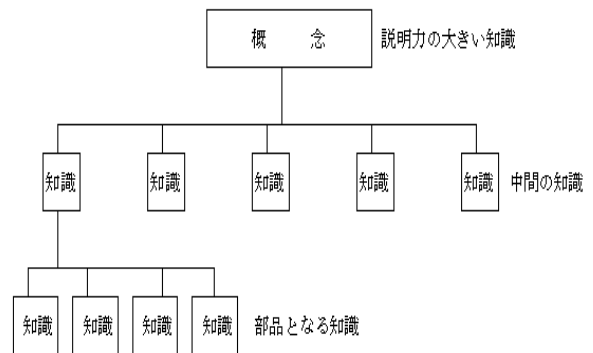 概　念　説明力の大きい知識
知識　知識　知識　知識　知識　中間の知識
知識　知識　知識　知識　部品となる知識